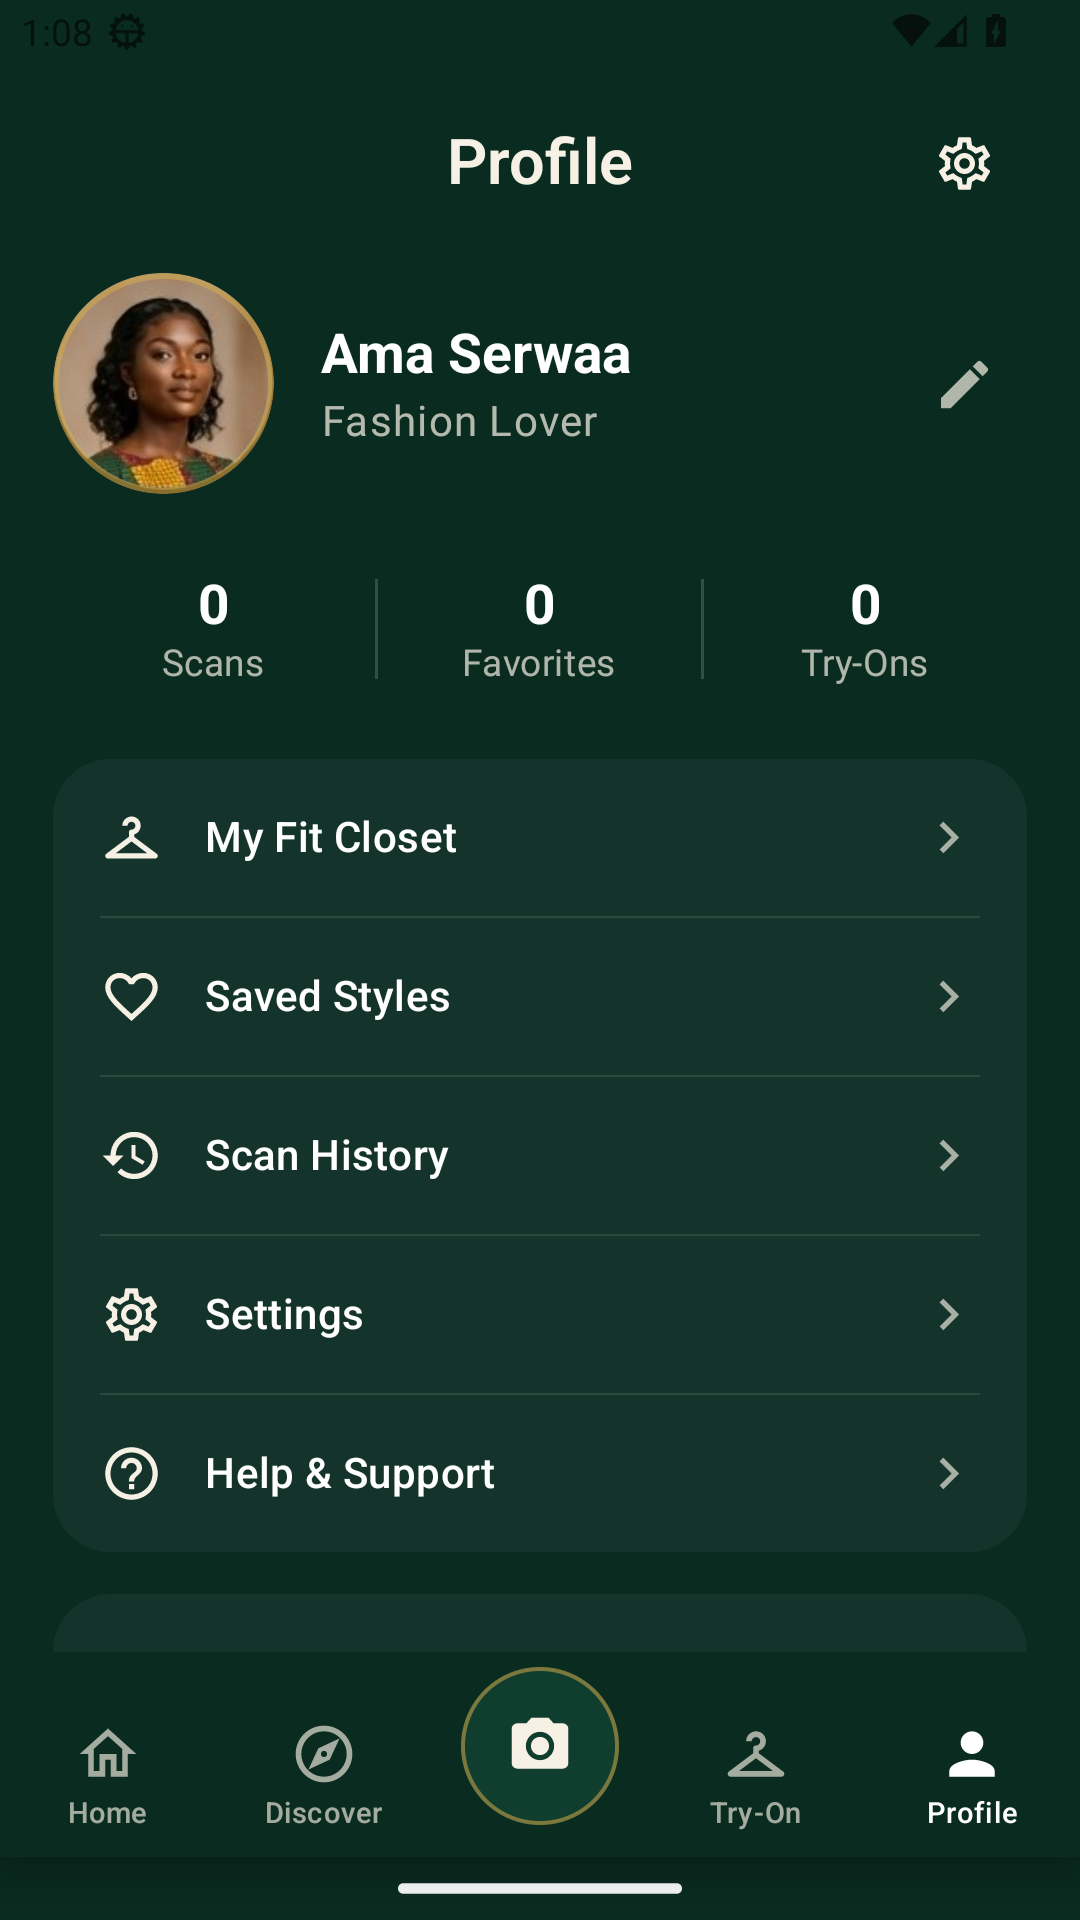 1:08
Profile
Ama Serwaa
Fashion Lover
0 0 0
Scans Favorites Try-Ons
My Fit Closet
Saved Styles
Scan History
Settings
Help & Support
Home Discover Try-On Profile